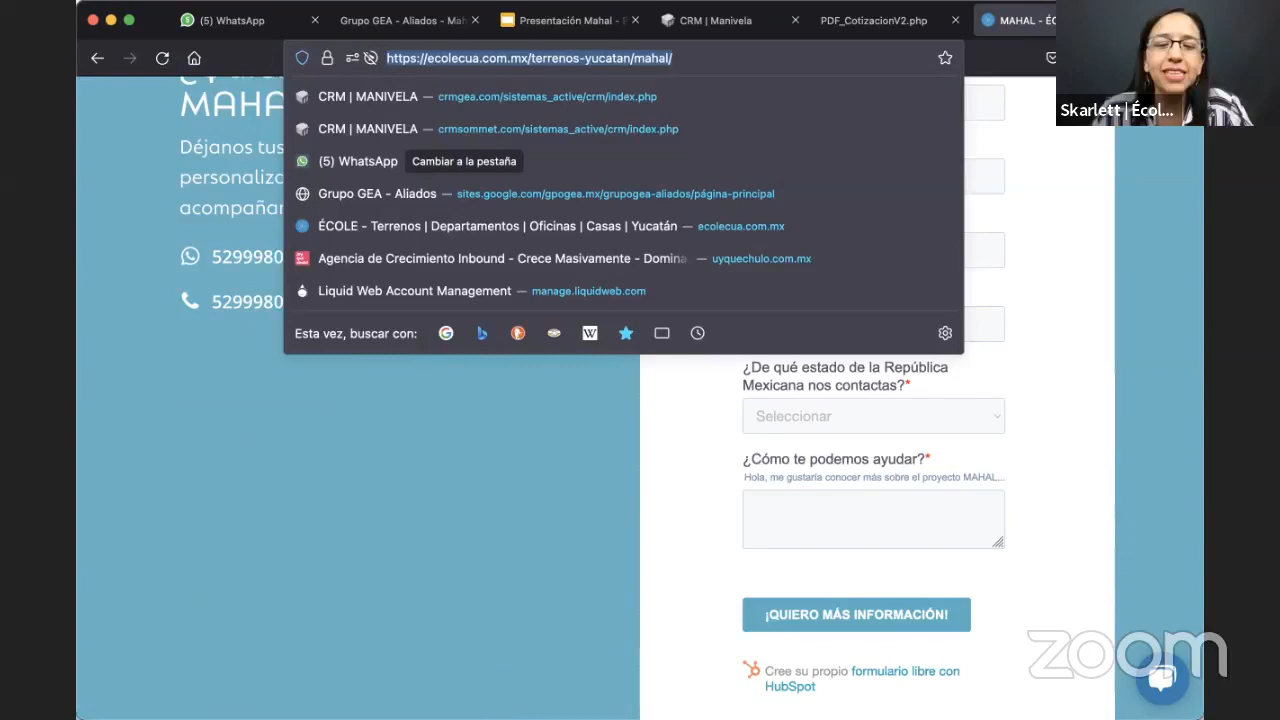 (5) WhatsApp
Grupo GEA - Aliados - Mah
Presentación Mahal -
CRM | Manivela
PDF_CotizacionV2.php
MAHAL - ÉC
https://ecolecua.com.mx/terrenos-yucatan/mahal/
CRM | MANIVELA — crmgea.com/sistemas_active/crm/index.php
CRM | MANIVELA — crmsommet.com/sistemas_active/crm/index.php
(5) WhatsApp Cambiar a la pestaña
Grupo GEA - Aliados — sites.google.com/gpogea.mx/grupogea-aliados/página-principal
ÉCOLE - Terrenos | Departamentos | Oficinas | Casas | Yucatán — ecolecua.com.mx
Agencia de Crecimiento Inbound - Crece Masivamente - Domina — uyquechulo.com.mx
Liquid Web Account Management — manage.liquidweb.com
Esta vez, buscar con:
MAHA
Déjanos tus
personaliza
acompañar
5299980
5299980
¿De qué estado de la República
Mexicana nos contactas?*
Seleccionar
¿Cómo te podemos ayudar?*
Hola, me gustaría conocer más sobre el proyecto MAHAL...
¡QUIERO MÁS INFORMACIÓN!
Cree su propio formulario libre con
HubSpot
Skarlett | École...
zoom